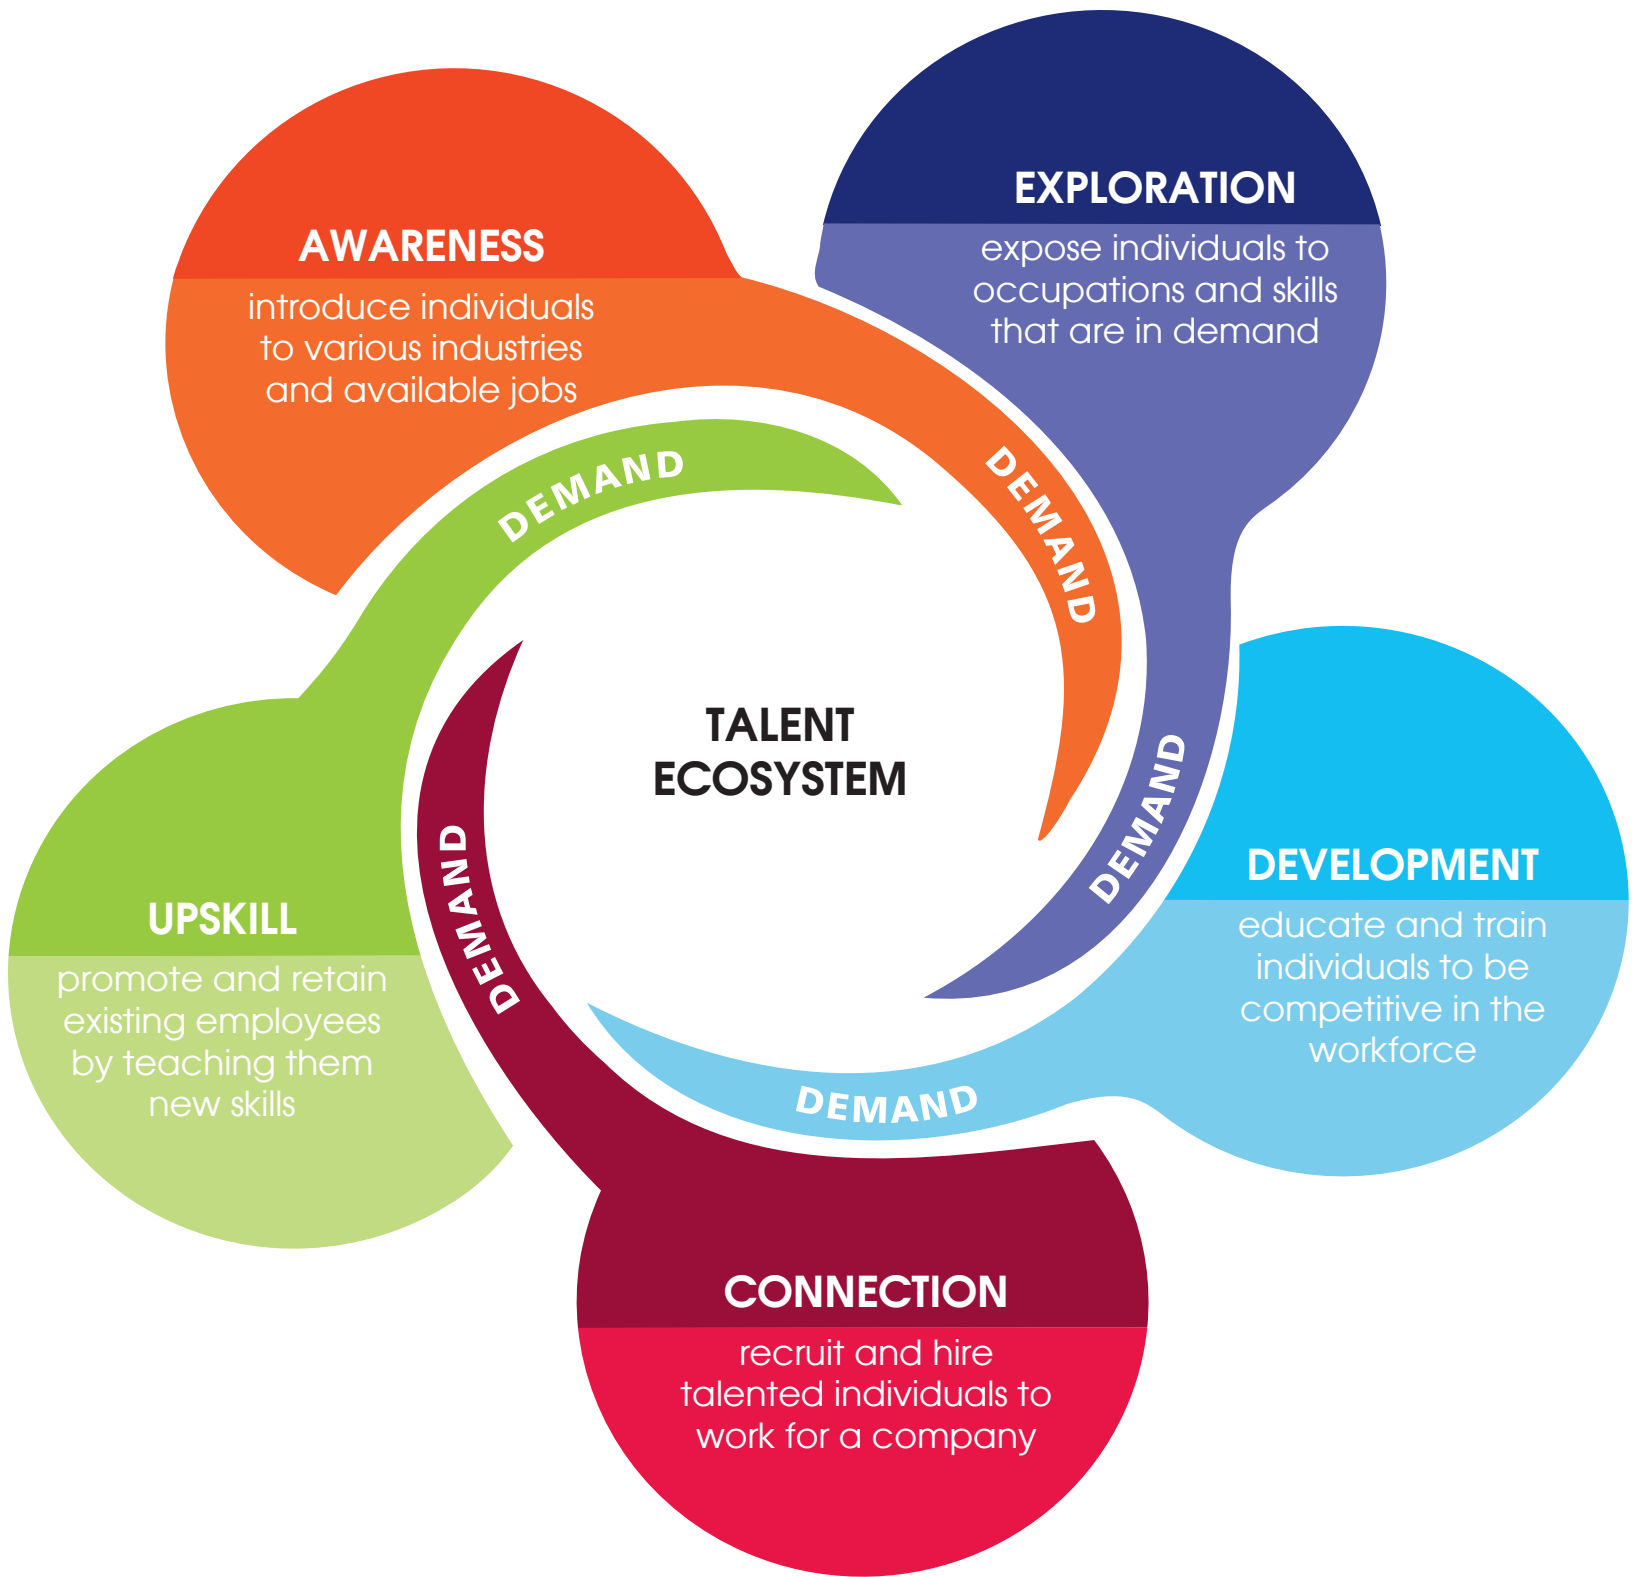 AWARENESS
introduce individuals
to various industries
and available jobs
EXPLORATION
expose individuals to
occupations and skills
that are in demand
DEMAND
DEMAND
TALENT
ECOSYSTEM
DEMAND
DEVELOPMENT
educate and train
individuals to be
competitive in the
workforce
UPSKILL
promote and retain
existing employees
by teaching them
new skills
DEMAND
DEMAND
CONNECTION
recruit and hire
talented individuals to
work for a company